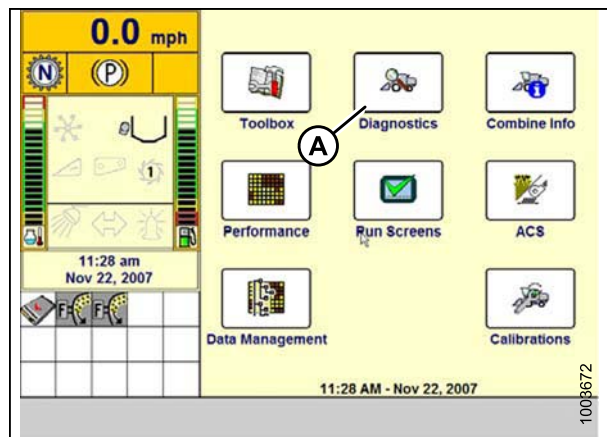 0.0 mph
N
(P)
1
11:28 am
Nov 22, 2007
F
F
Toolbox
Diagnostics
Combine Info
A
Performance
Run Screens
ACS
Data Management
Calibrations
11:28 AM - Nov 22, 2007
1003672